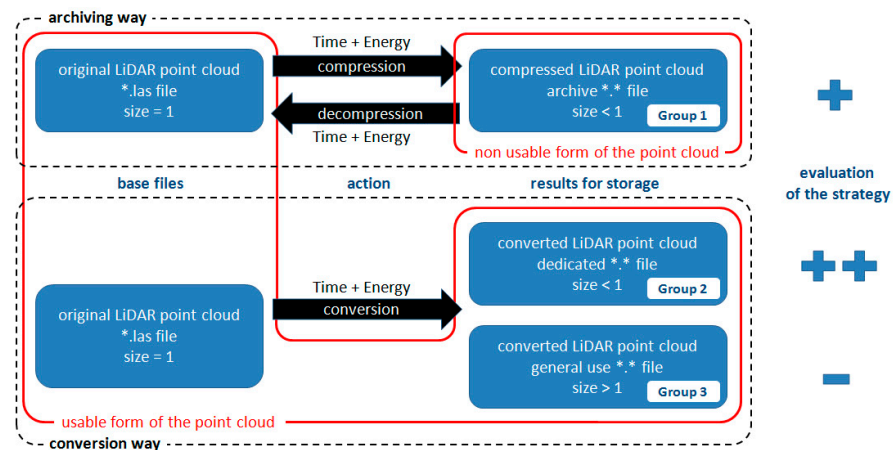 archiving way
original LiDAR point cloud
*.las file
size = 1
Time + Energy
compression
decompression
Time + Energy
compressed LiDAR point cloud
archive *.* file
size < 1
Group 1
non usable form of the point cloud
base files
action
results for storage
evaluation
of the strategy
original LiDAR point cloud
*.las file
size = 1
Time + Energy
conversion
converted LiDAR point cloud
dedicated *.* file
size < 1
Group 2
converted LiDAR point cloud
general use *.* file
size > 1
Group 3
usable form of the point cloud
conversion way